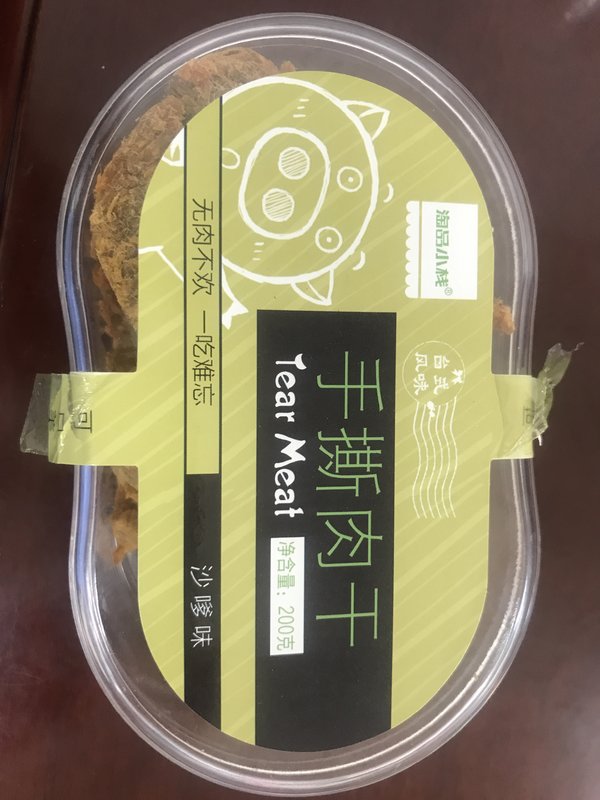 淘品小栈®
台式
风味
手撕肉干
Tear Meat
净含量：200克
无肉不欢 一吃难忘
沙嗲味